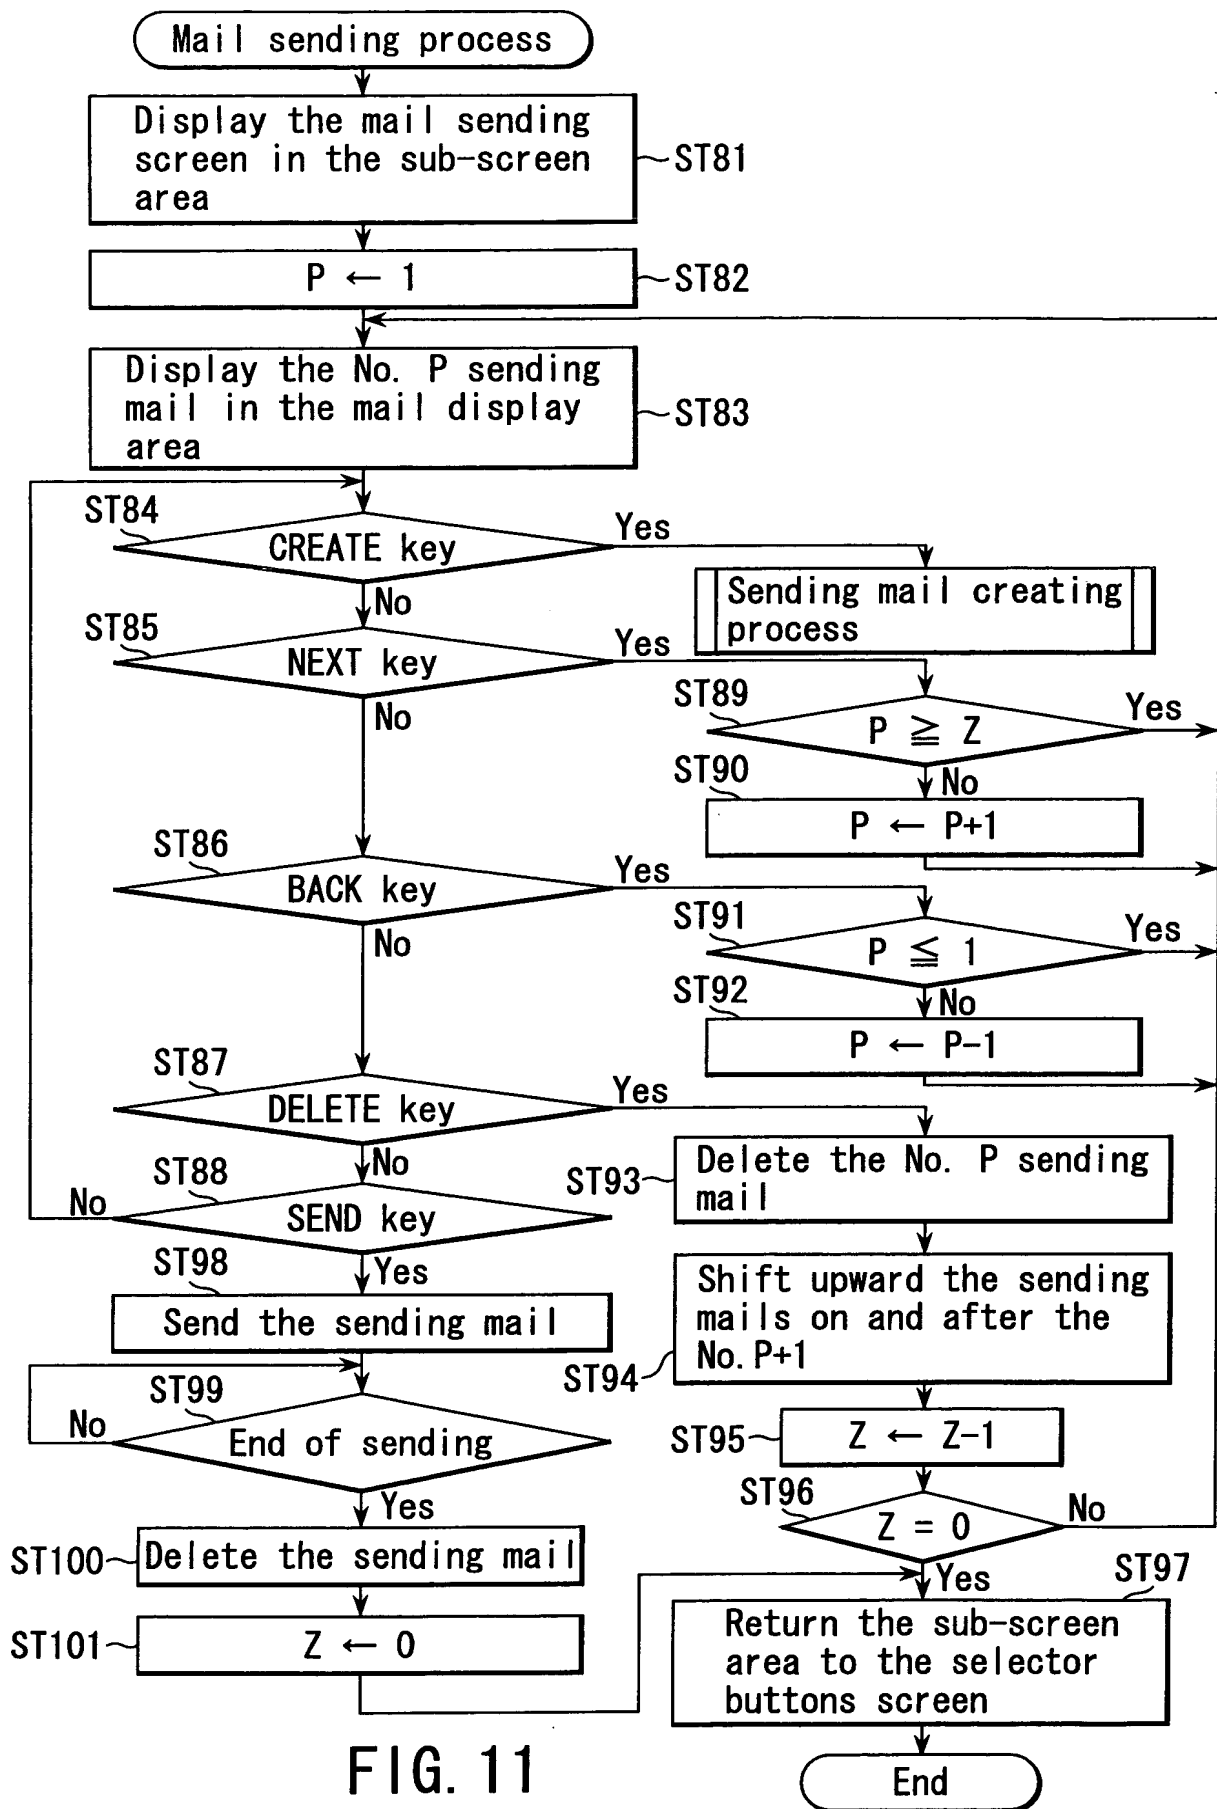 Mail sending process
Display the mail sending
screen in the sub-screen
area
ST81
P ← 1
ST82
Display the No. P sending
mail in the mail display
area
ST83
ST84
CREATE key
Yes
No
Sending mail creating
process
ST85
NEXT key
Yes
No
ST89
P ≧ Z
Yes
No
ST90
P ← P+1
ST86
BACK key
Yes
No
ST91
P ≦ 1
Yes
No
ST92
P ← P-1
ST87
DELETE key
Yes
No
ST93
Delete the No. P sending
mail
ST88
SEND key
No
Yes
ST94
Shift upward the sending
mails on and after the
No. P+1
ST98
Send the sending mail
ST99
End of sending
No
Yes
ST95
Z ← Z-1
ST96
Z = 0
No
Yes
ST100
Delete the sending mail
ST101
Z ← 0
ST97
Return the sub-screen
area to the selector
buttons screen
End
FIG. 11